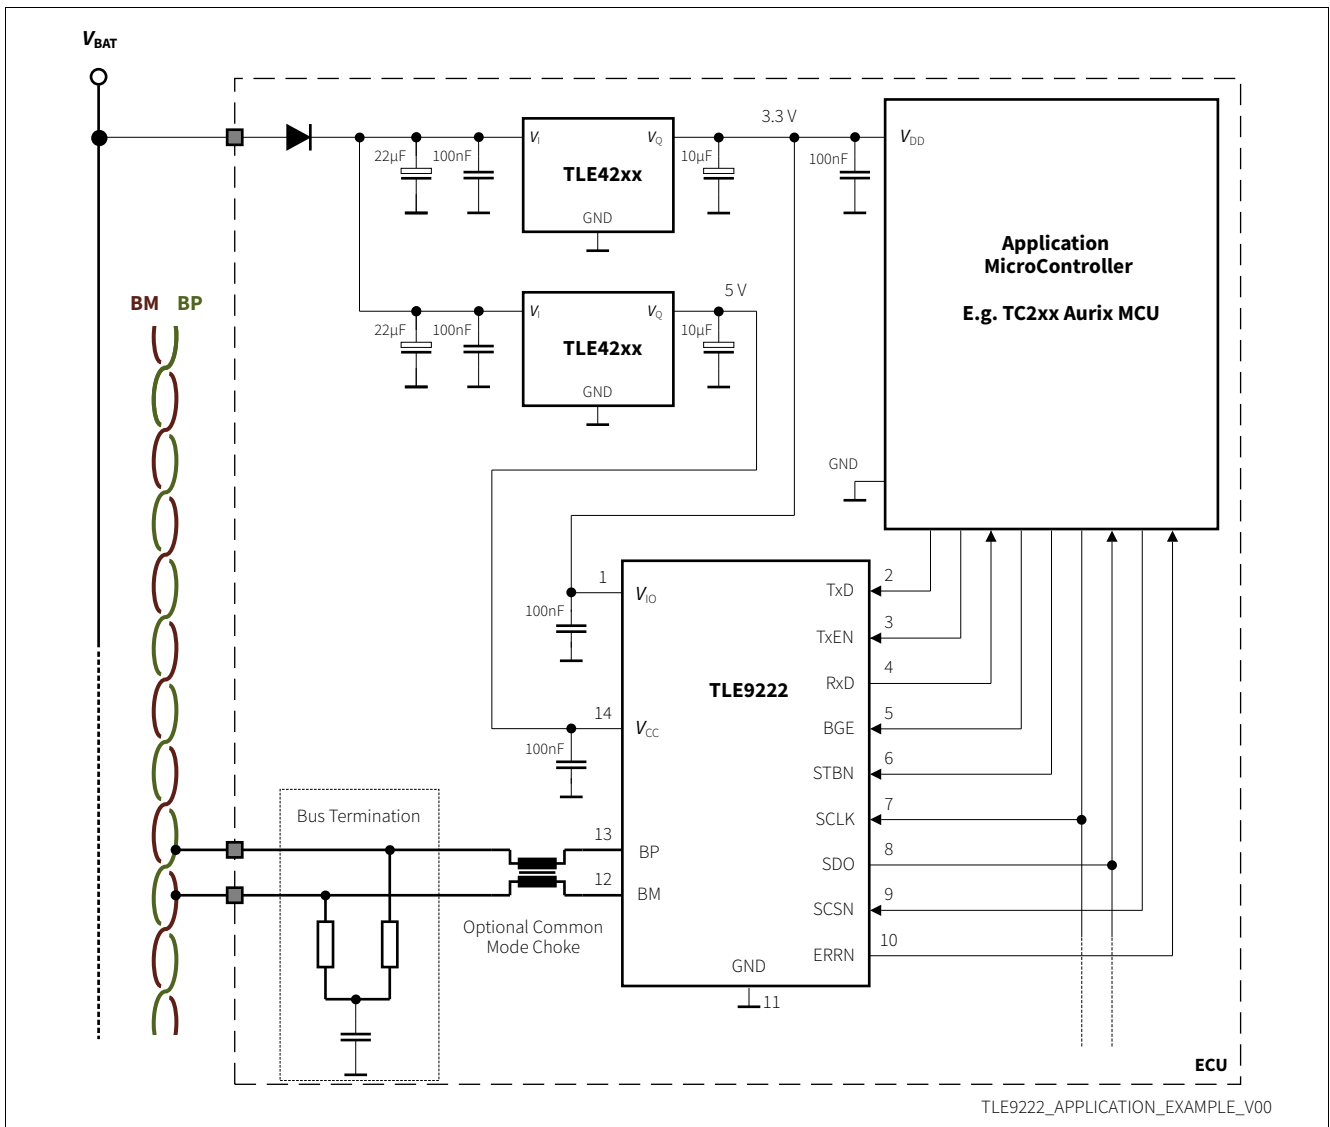 VBAT
3.3 V
VI
VQ
22µF
100nF
10µF
100nF
VDD
TLE42xx
GND
Application
MicroController
E.g. TC2xx Aurix MCU
BM BP
5 V
VI
VQ
22µF
100nF
10µF
TLE42xx
GND
GND
1
VIO
100nF
TxD
2
TxEN
3
TLE9222
RxD
4
14
VCC
100nF
BGE
5
STBN
6
Bus Termination
SCLK
7
13
BP
SDO
8
12
BM
SCSN
9
Optional Common
Mode Choke
ERRN
10
GND
11
ECU
TLE9222_APPLICATION_EXAMPLE_V00